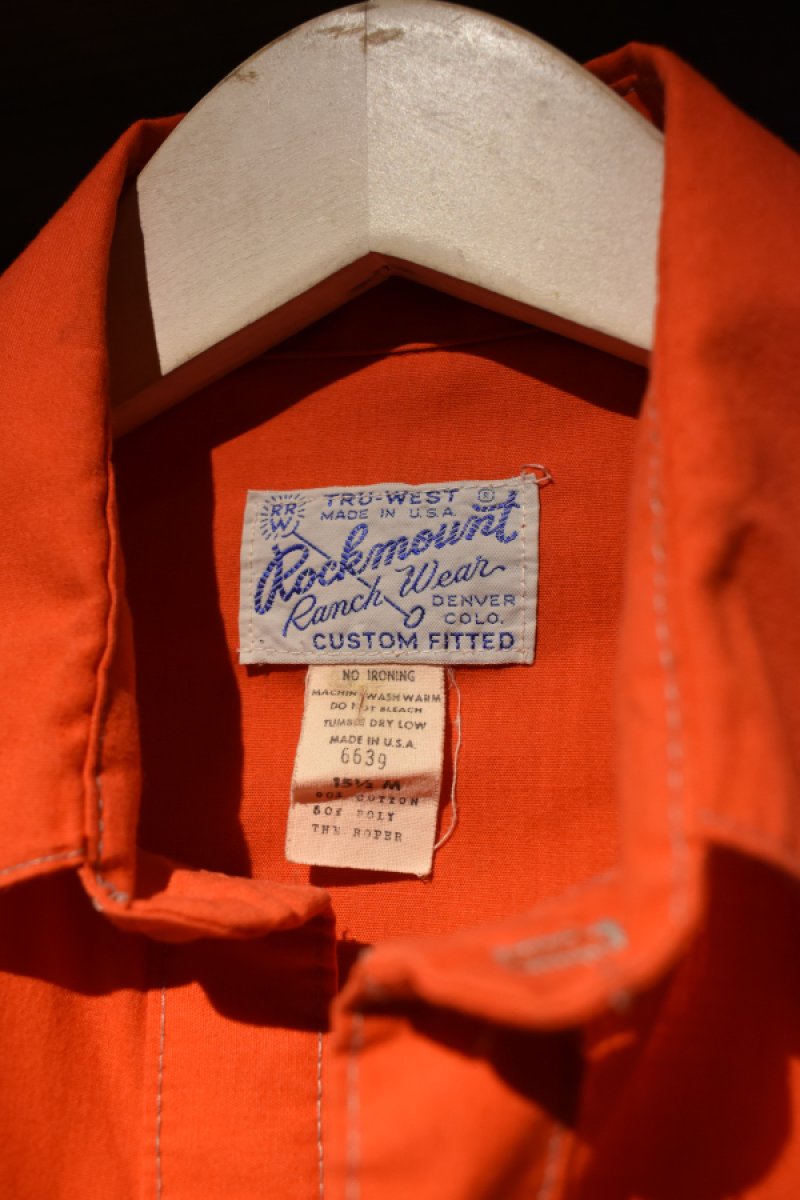 RR
W
TRU-WEST ®
MADE IN U.S.A.
Rockmount
Ranch Wear
DENVER
COLO.
CUSTOM FITTED
NO IRONING
MACHINE WASH WARM
DO NOT BLEACH
TUMBLE DRY LOW
MADE IN U.S.A.
6639
15½ M
COTTON
POLY
THE ROPER